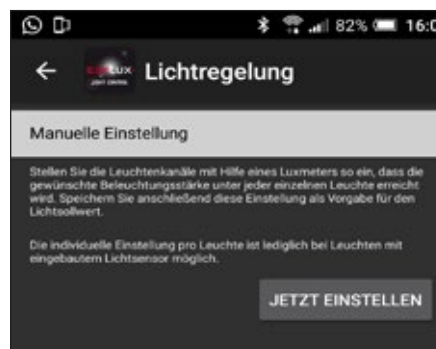 82% 16:0
Lichtregelung
Manuelle Einstellung
Stellen Sie die Leuchtenkanäle mit Hilfe eines Luxmeters so ein, dass die
gewünschte Beleuchtungsstärke unter jeder einzelnen Leuchte erreicht
wird. Speichern Sie anschließend diese Einstellung als Vorgabe für den
Lichtsollwert.
Die individuelle Einstellung pro Leuchte ist lediglich bei Leuchten mit
eingebautem Lichtsensor möglich.
JETZT EINSTELLEN